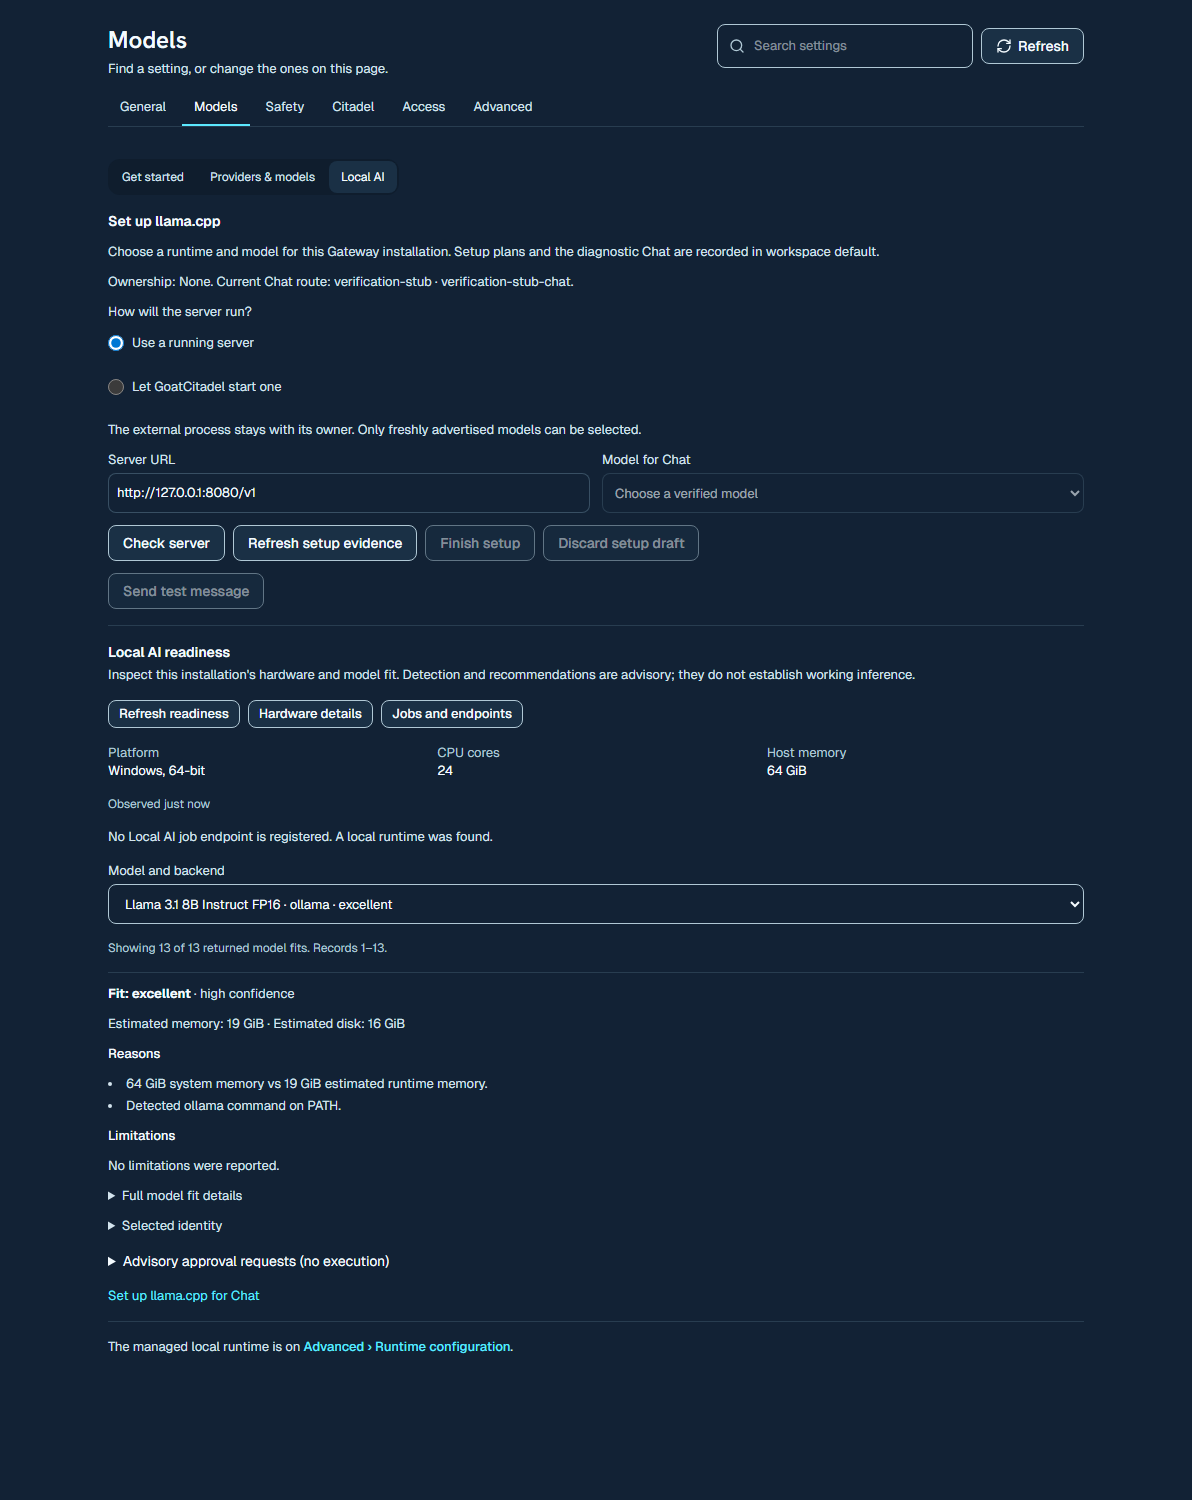 Models
Find a setting, or change the ones on this page.
Search settings
Refresh
General Models Safety Citadel Access Advanced
Get started Providers & models Local AI
Set up llama.cpp
Choose a runtime and model for this Gateway installation. Setup plans and the diagnostic Chat are recorded in workspace default.
Ownership: None. Current Chat route: verification-stub · verification-stub-chat.
How will the server run?
Use a running server
Let GoatCitadel start one
The external process stays with its owner. Only freshly advertised models can be selected.
Server URL Model for Chat
http://127.0.0.1:8080/v1 Choose a verified model
Check server Refresh setup evidence Finish setup Discard setup draft
Send test message
Local AI readiness
Inspect this installation's hardware and model fit. Detection and recommendations are advisory; they do not establish working inference.
Refresh readiness Hardware details Jobs and endpoints
Platform CPU cores Host memory
Windows, 64-bit 24 64 GiB
Observed just now
No Local AI job endpoint is registered. A local runtime was found.
Model and backend
Llama 3.1 8B Instruct FP16 · ollama · excellent
Showing 13 of 13 returned model fits. Records 1–13.
Fit: excellent · high confidence
Estimated memory: 19 GiB · Estimated disk: 16 GiB
Reasons
• 64 GiB system memory vs 19 GiB estimated runtime memory.
• Detected ollama command on PATH.
Limitations
No limitations were reported.
Full model fit details
Selected identity
Advisory approval requests (no execution)
Set up llama.cpp for Chat
The managed local runtime is on Advanced › Runtime configuration.